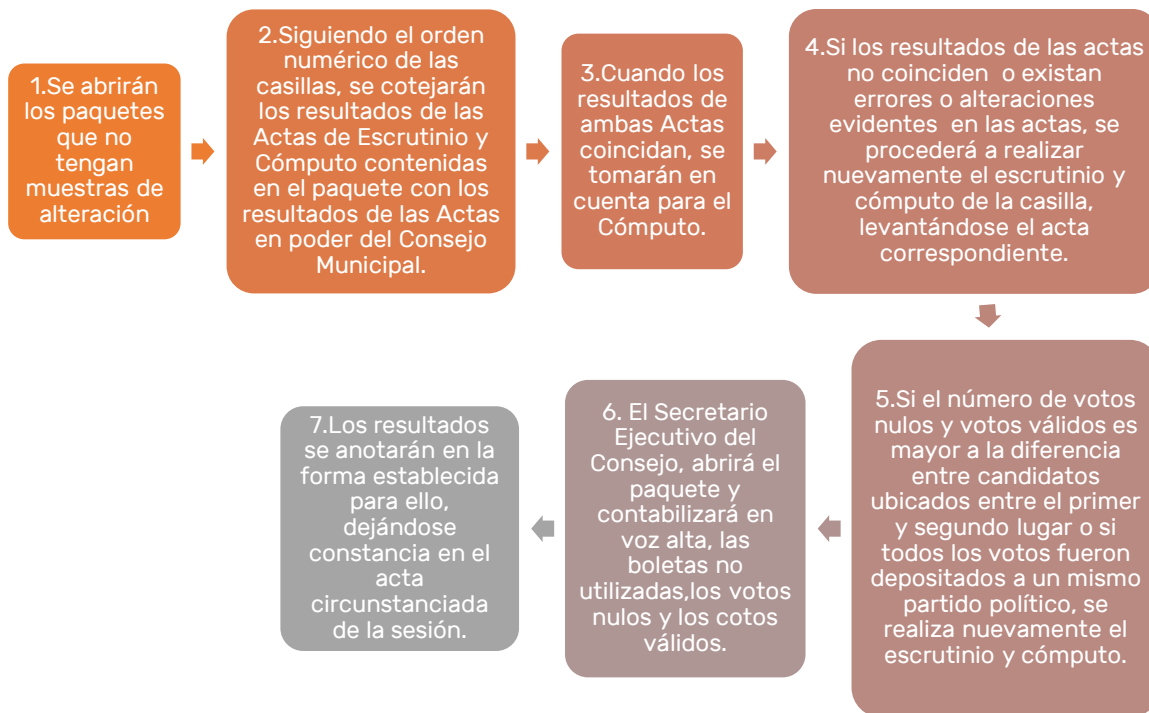 1.Se abrirán
los paquetes
que no
tengan
muestras de
alteración
2.Siguiendo el orden
numérico de las
casillas, se cotejarán
los resultados de las
Actas de Escrutinio y
Cómputo contenidas
en el paquete con los
resultados de las Actas
en poder del Consejo
Municipal.
3.Cuando los
resultados de
ambas Actas
coincidan, se
tomarán en
cuenta para el
Cómputo.
4.Si los resultados de las actas
no coinciden o existan
errores o alteraciones
evidentes en las actas, se
procederá a realizar
nuevamente el escrutinio y
cómputo de la casilla,
levantándose el acta
correspondiente.
5.Si el número de votos
nulos y votos válidos es
mayor a la diferencia
entre candidatos
ubicados entre el primer
y segundo lugar o si
todos los votos fueron
depositados a un mismo
partido político, se
realiza nuevamente el
escrutinio y cómputo.
6. El Secretario
Ejecutivo del
Consejo, abrirá el
paquete y
contabilizará en
voz alta, las
boletas no
utilizadas,los votos
nulos y los cotos
válidos.
7.Los resultados
se anotarán en la
forma establecida
para ello,
dejándose
constancia en el
acta
circunstanciada
de la sesión.